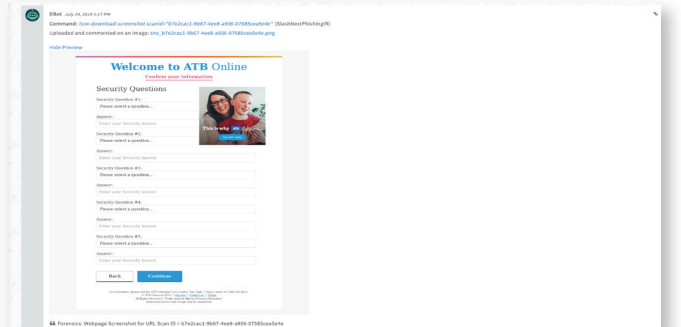 DBot July 24, 2019 1:17 PM
Command: !snx-download-screenshot scanid="b7e2cac1-9b67-4ee8-a936-07585cea5e4e" (SlashNextPhishingIR)
Uploaded and commented on an image: snx_b7e2cac1-9b67-4ee8-a936-07585cea5e4e.png
Hide Preview
Welcome to ATB Online
Confirm your information
Security Questions
Security Question #1:
Please select a question...
Answer:
Enter your Security Answer
Security Question #2:
Please select a question...
Answer:
Enter your Security Answer
Security Question #3:
Please select a question...
Answer:
Enter your Security Answer
Security Question #4:
Please select a question...
Answer:
Enter your Security Answer
Security Question #5:
Please select a question...
Answer:
Enter your Security Answer
This is why ATB
Back Continue
Forensics: Webpage Screenshot for URL Scan ID = b7e2cac1-9b67-4ee8-a936-07585cea5e4e